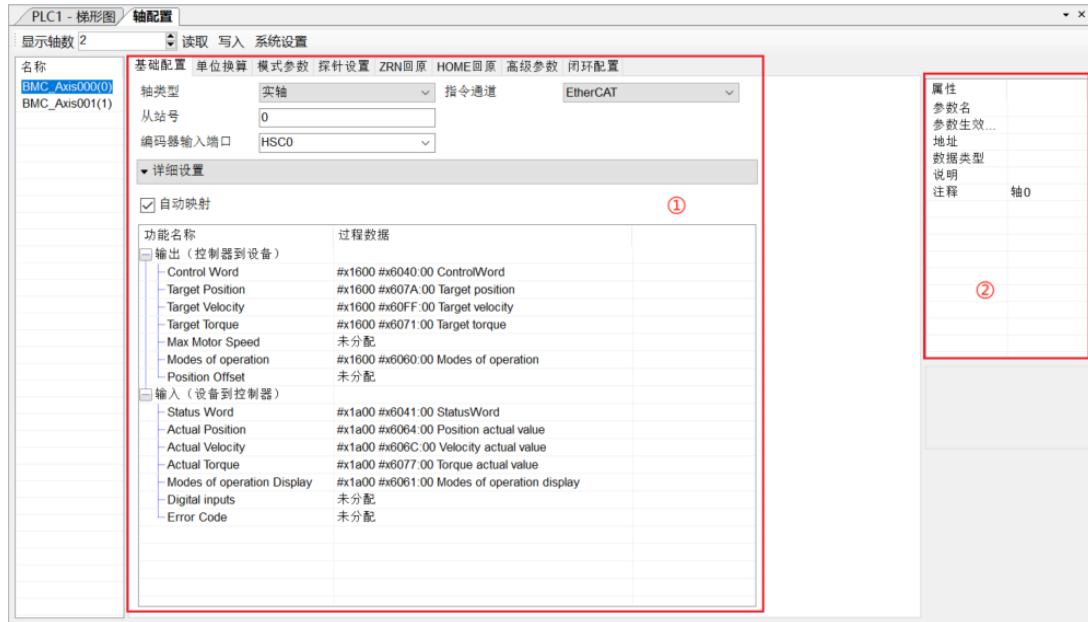 PLC1 - 梯形图 轴配置
显示轴数 2 读取 写入 系统设置
名称
BMC_Axis000(0)
BMC_Axis001(1)
基础配置 单位换算 模式参数 探针设置 ZRN回原 HOME回原 高级参数 闭环配置
轴类型 实轴 指令通道 EtherCAT
从站号 0
编码器输入端口 HSC0
详细设置
自动映射
①
功能名称 过程数据
输出（控制器到设备）
Control Word #x1600 #x6040:00 ControlWord
Target Position #x1600 #x607A:00 Target position
Target Velocity #x1600 #x60FF:00 Target velocity
Target Torque #x1600 #x6071:00 Target torque
Max Motor Speed 未分配
Modes of operation #x1600 #x6060:00 Modes of operation
Position Offset 未分配
输入（设备到控制器）
Status Word #x1a00 #x6041:00 StatusWord
Actual Position #x1a00 #x6064:00 Position actual value
Actual Velocity #x1a00 #x606C:00 Velocity actual value
Actual Torque #x1a00 #x6077:00 Torque actual value
Modes of operation Display #x1a00 #x6061:00 Modes of operation display
Digital inputs 未分配
Error Code 未分配
属性
参数名
参数生效...
地址
数据类型
说明
注释 轴0
②